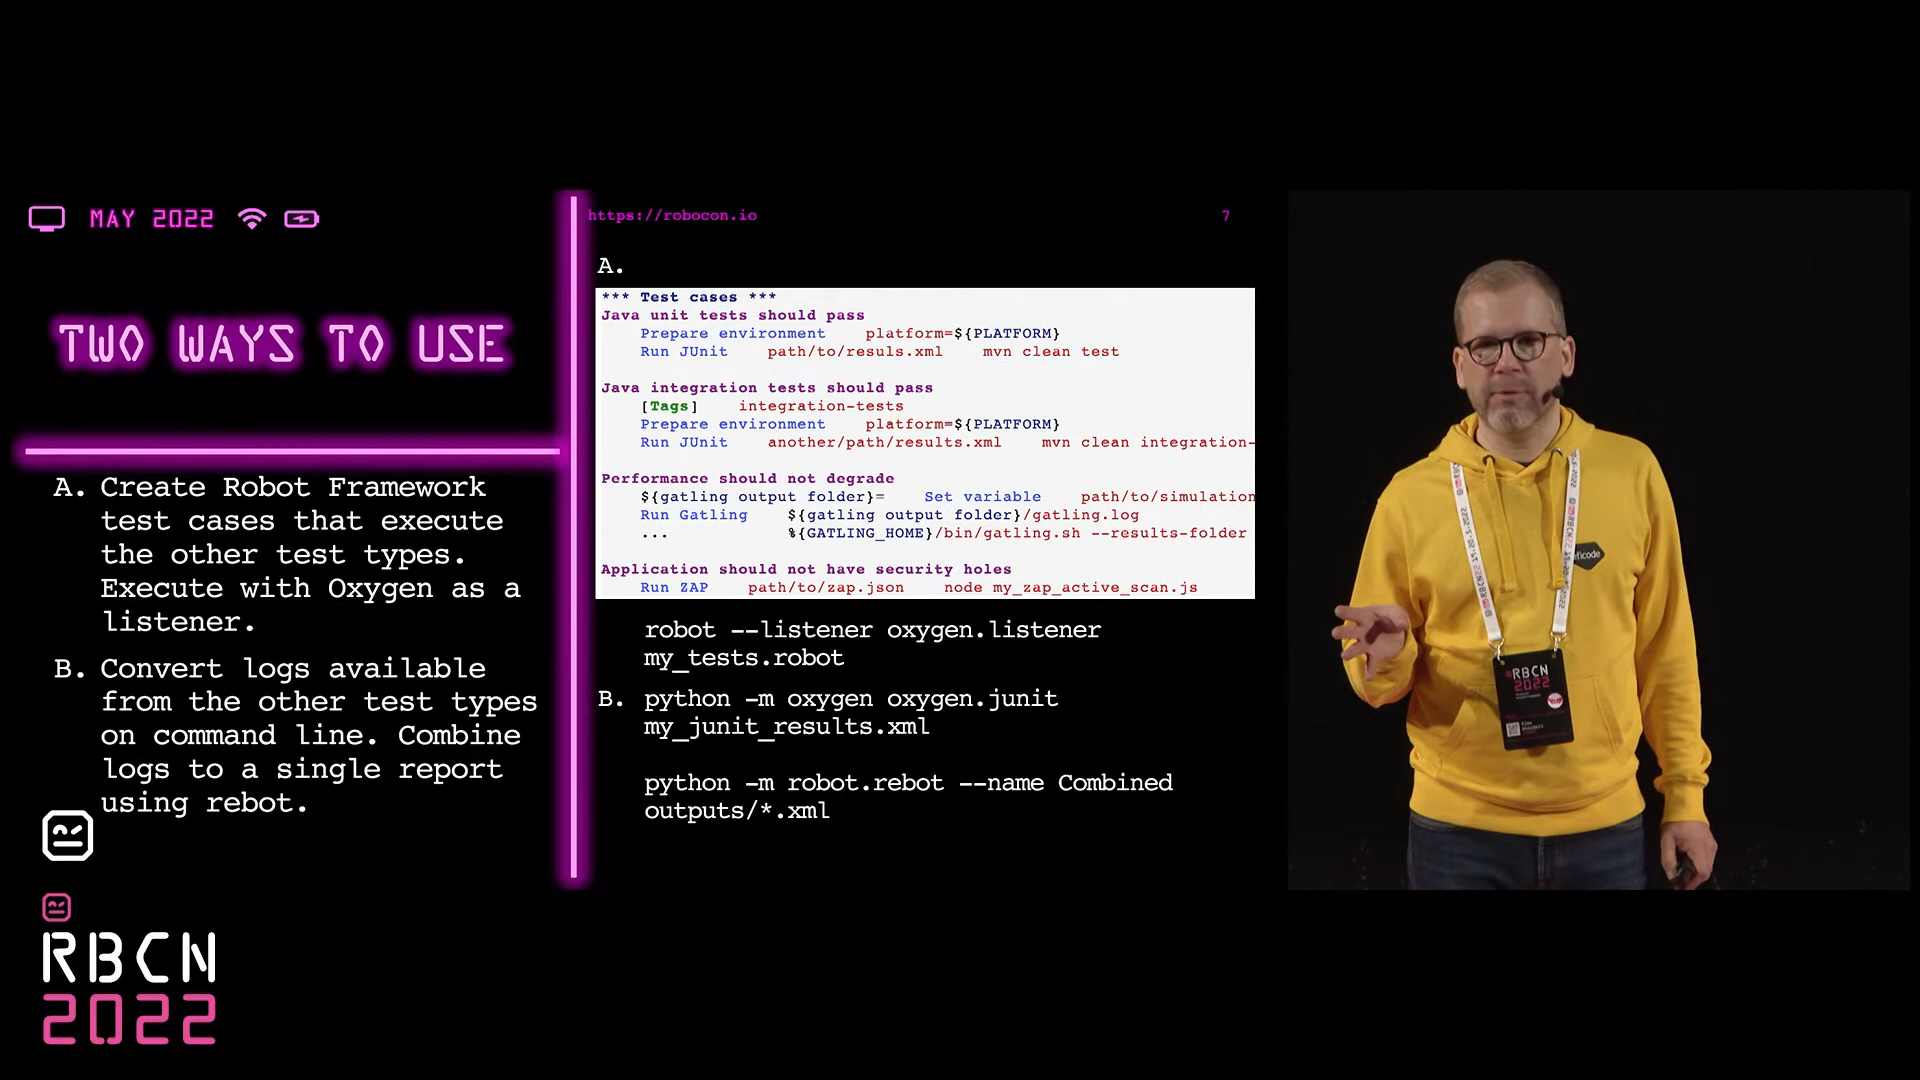 MAY 2022
https://robocon.io
7
TWO WAYS TO USE
A. Create Robot Framework
test cases that execute
the other test types.
Execute with Oxygen as a
listener.
B. Convert logs available
from the other test types
on command line. Combine
logs to a single report
using rebot.
A.
*** Test cases ***
Java unit tests should pass
Prepare environment platform=${PLATFORM}
Run JUnit path/to/resuls.xml mvn clean test
Java integration tests should pass
[Tags] integration-tests
Prepare environment platform=${PLATFORM}
Run JUnit another/path/results.xml mvn clean integration-
Performance should not degrade
${gatling output folder}= Set variable path/to/simulation
Run Gatling ${gatling output folder}/gatling.log
... %{GATLING_HOME}/bin/gatling.sh --results-folder
Application should not have security holes
Run ZAP path/to/zap.json node my_zap_active_scan.js
robot --listener oxygen.listener
my_tests.robot
B. python -m oxygen oxygen.junit
my_junit_results.xml
python -m robot.rebot --name Combined
outputs/*.xml
RBCN
2022
eficode
RBCN
2022